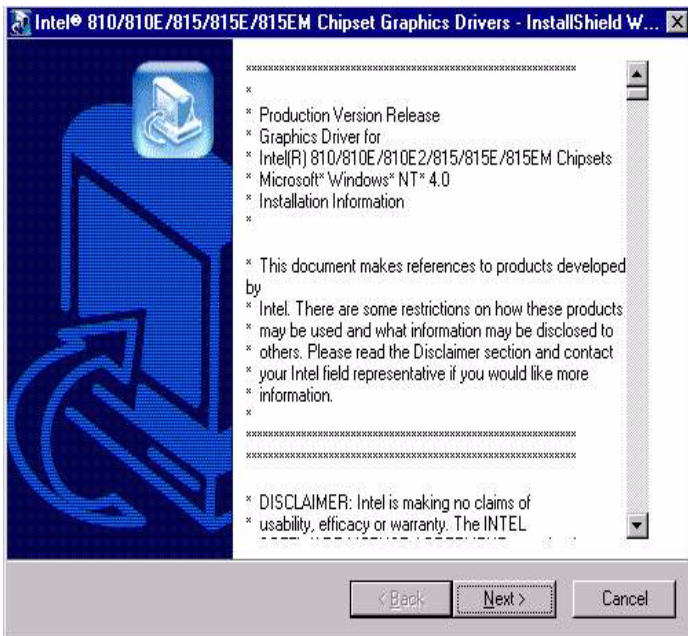 Intel® 810/810E/815/815E/815EM Chipset Graphics Drivers - InstallShield W...
************************************************************
*
* Production Version Release
* Graphics Driver for
* Intel(R) 810/810E/810E2/815/815E/815EM Chipsets
* Microsoft* Windows* NT* 4.0
* Installation Information
*
* This document makes references to products developed
by
* Intel. There are some restrictions on how these products
* may be used and what information may be disclosed to
* others. Please read the Disclaimer section and contact
* your Intel field representative if you would like more
* information.
*
************************************************************
************************************************************
* DISCLAIMER: Intel is making no claims of
* usability, efficacy or warranty. The INTEL
< Back
Next >
Cancel